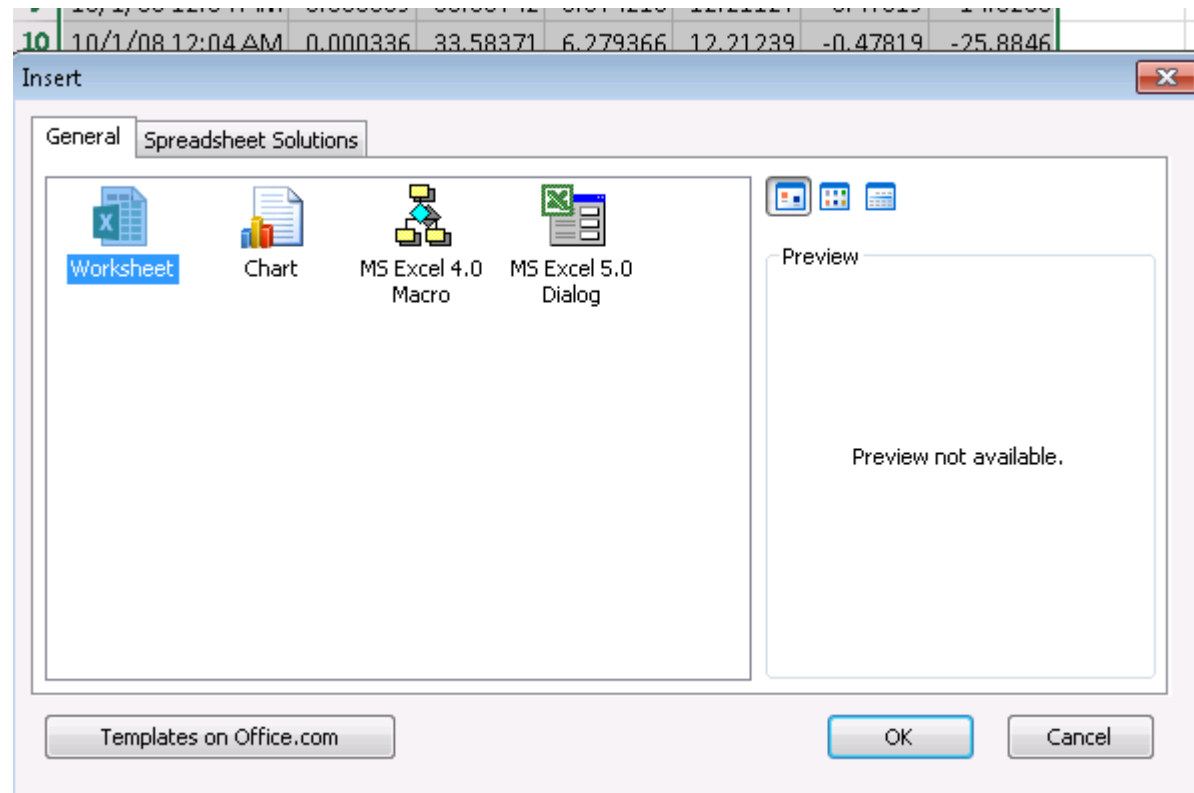 10 10/1/08 12:04 AM 0.000336 33.58371 6.279366 12.21239 -0.47819 -25.8846
Insert
General Spreadsheet Solutions
Worksheet Chart MS Excel 4.0 Macro MS Excel 5.0 Dialog
Preview
Preview not available.
Templates on Office.com OK Cancel